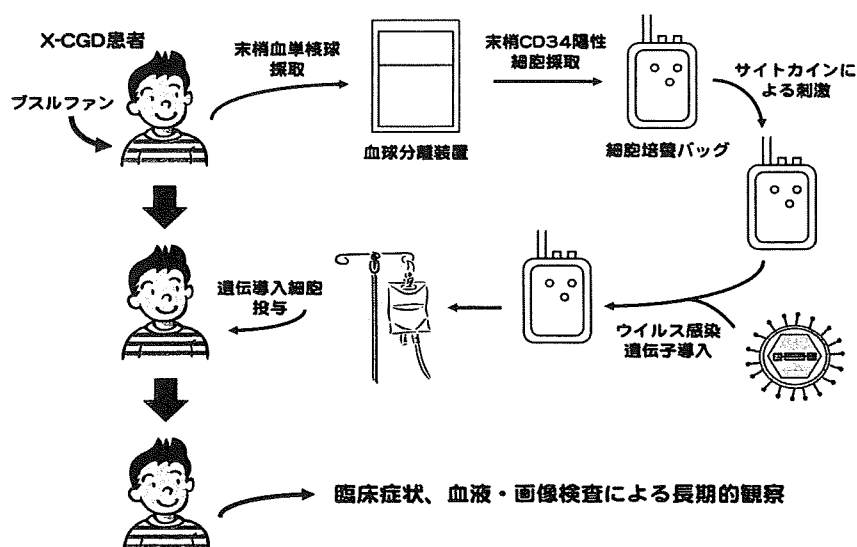 X-CGD患者
ブスルファン
末梢血単核球
採取
血球分離装置
末梢CD34陽性
細胞採取
細胞培養バッグ
サイトカインに
よる刺激
ウイルス感染
遺伝子導入
遺伝導入細胞
投与
臨床症状、血液・画像検査による長期的観察